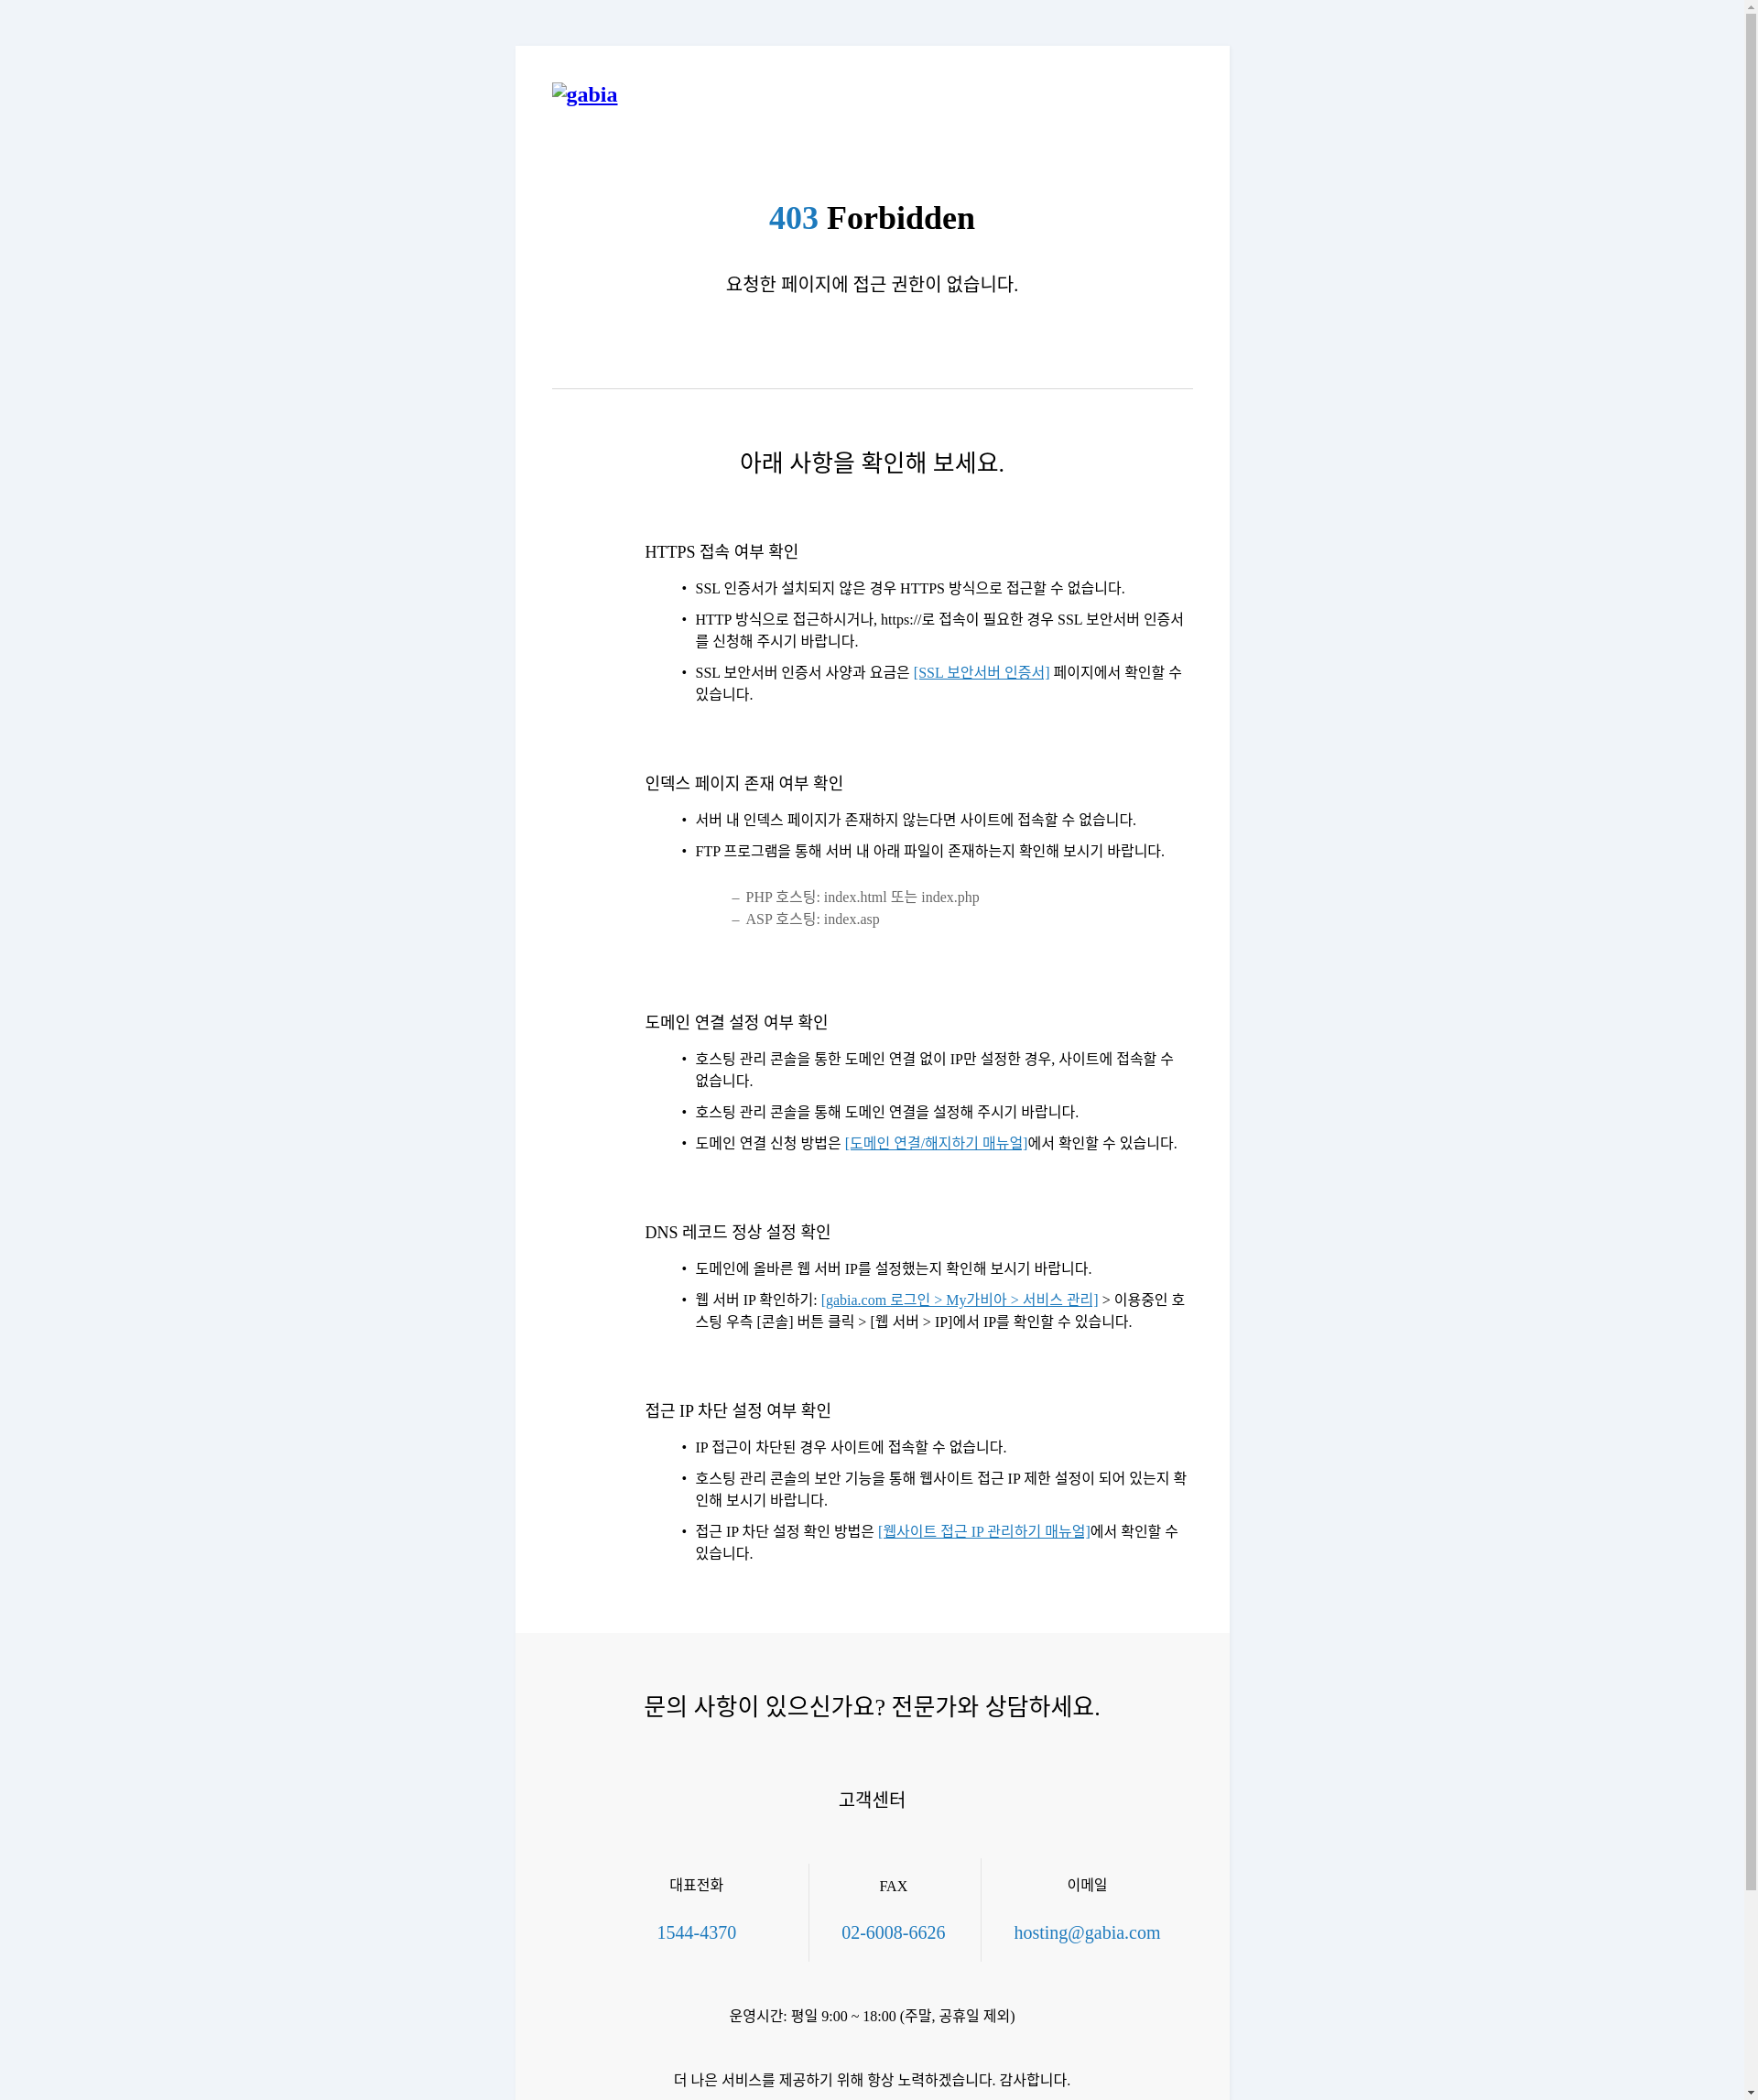 gabia
403 Forbidden
요청한 페이지에 접근 권한이 없습니다.
아래 사항을 확인해 보세요.
HTTPS 접속 여부 확인
• SSL 인증서가 설치되지 않은 경우 HTTPS 방식으로 접근할 수 없습니다.
• HTTP 방식으로 접근하시거나, https://로 접속이 필요한 경우 SSL 보안서버 인증서
를 신청해 주시기 바랍니다.
• SSL 보안서버 인증서 사양과 요금은 [SSL 보안서버 인증서] 페이지에서 확인할 수
있습니다.
인덱스 페이지 존재 여부 확인
• 서버 내 인덱스 페이지가 존재하지 않는다면 사이트에 접속할 수 없습니다.
• FTP 프로그램을 통해 서버 내 아래 파일이 존재하는지 확인해 보시기 바랍니다.
– PHP 호스팅: index.html 또는 index.php
– ASP 호스팅: index.asp
도메인 연결 설정 여부 확인
• 호스팅 관리 콘솔을 통한 도메인 연결 없이 IP만 설정한 경우, 사이트에 접속할 수
없습니다.
• 호스팅 관리 콘솔을 통해 도메인 연결을 설정해 주시기 바랍니다.
• 도메인 연결 신청 방법은 [도메인 연결/해지하기 매뉴얼]에서 확인할 수 있습니다.
DNS 레코드 정상 설정 확인
• 도메인에 올바른 웹 서버 IP를 설정했는지 확인해 보시기 바랍니다.
• 웹 서버 IP 확인하기: [gabia.com 로그인 > My가비아 > 서비스 관리] > 이용중인 호
스팅 우측 [콘솔] 버튼 클릭 > [웹 서버 > IP]에서 IP를 확인할 수 있습니다.
접근 IP 차단 설정 여부 확인
• IP 접근이 차단된 경우 사이트에 접속할 수 없습니다.
• 호스팅 관리 콘솔의 보안 기능을 통해 웹사이트 접근 IP 제한 설정이 되어 있는지 확
인해 보시기 바랍니다.
• 접근 IP 차단 설정 확인 방법은 [웹사이트 접근 IP 관리하기 매뉴얼]에서 확인할 수
있습니다.
문의 사항이 있으신가요? 전문가와 상담하세요.
고객센터
대표전화
1544-4370
FAX
02-6008-6626
이메일
hosting@gabia.com
운영시간: 평일 9:00 ~ 18:00 (주말, 공휴일 제외)
더 나은 서비스를 제공하기 위해 항상 노력하겠습니다. 감사합니다.